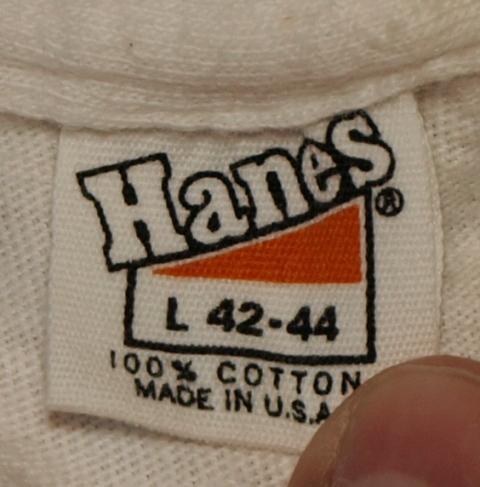 Hanes®
L 42-44
100% COTTON
MADE IN U.S.A